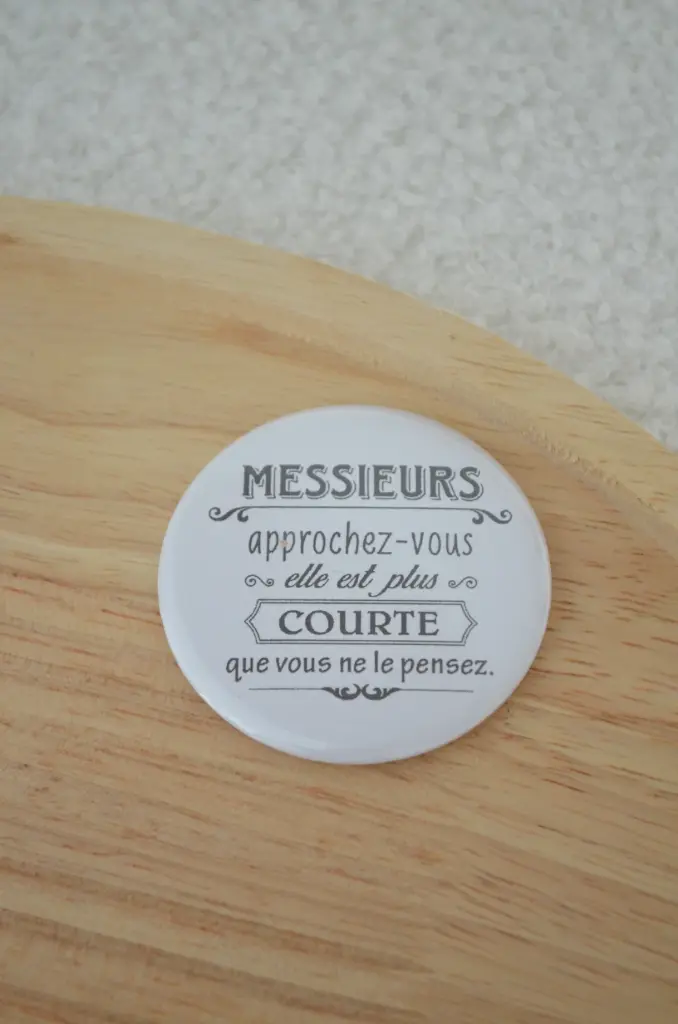 MESSIEURS
approchez-vous
elle est plus
COURTE
que vous ne le pensez.